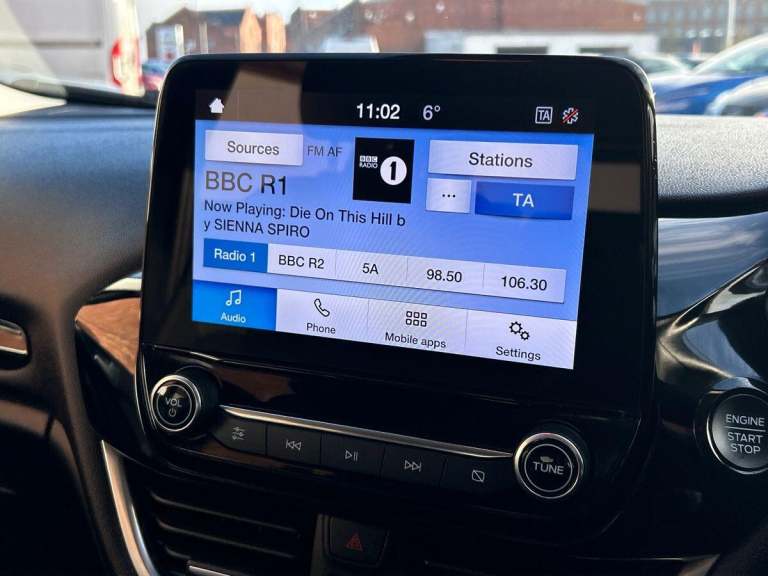 11:02 6° TA
Sources FM AF BBC RADIO 1 Stations
BBC R1 ... TA
Now Playing: Die On This Hill b
y SIENNA SPIRO
Radio 1 BBC R2 5A 98.50 106.30
Audio Phone Mobile apps Settings
VOL TUNE
ENGINE
START
STOP